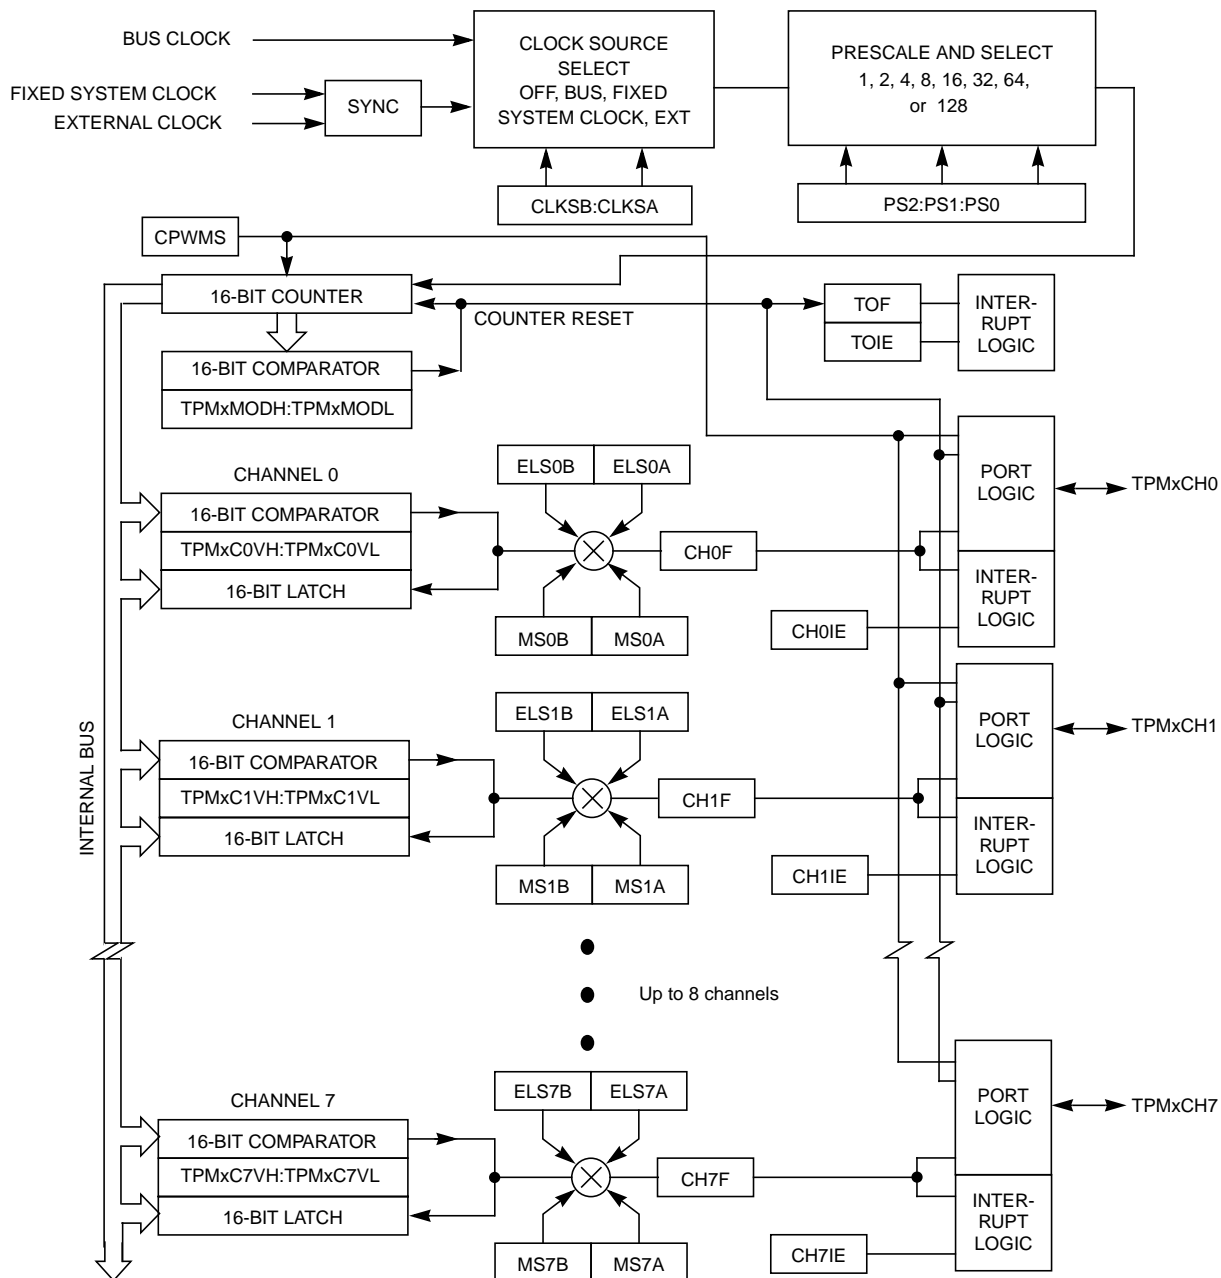 BUS CLOCK
FIXED SYSTEM CLOCK
EXTERNAL CLOCK
SYNC
CLOCK SOURCE
SELECT
OFF, BUS, FIXED
SYSTEM CLOCK, EXT
PRESCALE AND SELECT
1, 2, 4, 8, 16, 32, 64,
or 128
CLKSB:CLKSA
PS2:PS1:PS0
CPWMS
16-BIT COUNTER
COUNTER RESET
16-BIT COMPARATOR
TPMxMODH:TPMxMODL
TOF
TOIE
INTER-
RUPT
LOGIC
INTERNAL BUS
CHANNEL 0
16-BIT COMPARATOR
TPMxC0VH:TPMxC0VL
16-BIT LATCH
ELS0B
ELS0A
MS0B
MS0A
CH0F
CH0IE
PORT
LOGIC
INTER-
RUPT
LOGIC
TPMxCH0
CHANNEL 1
16-BIT COMPARATOR
TPMxC1VH:TPMxC1VL
16-BIT LATCH
ELS1B
ELS1A
MS1B
MS1A
CH1F
CH1IE
PORT
LOGIC
INTER-
RUPT
LOGIC
TPMxCH1
Up to 8 channels
CHANNEL 7
16-BIT COMPARATOR
TPMxC7VH:TPMxC7VL
16-BIT LATCH
ELS7B
ELS7A
MS7B
MS7A
CH7F
CH7IE
PORT
LOGIC
INTER-
RUPT
LOGIC
TPMxCH7